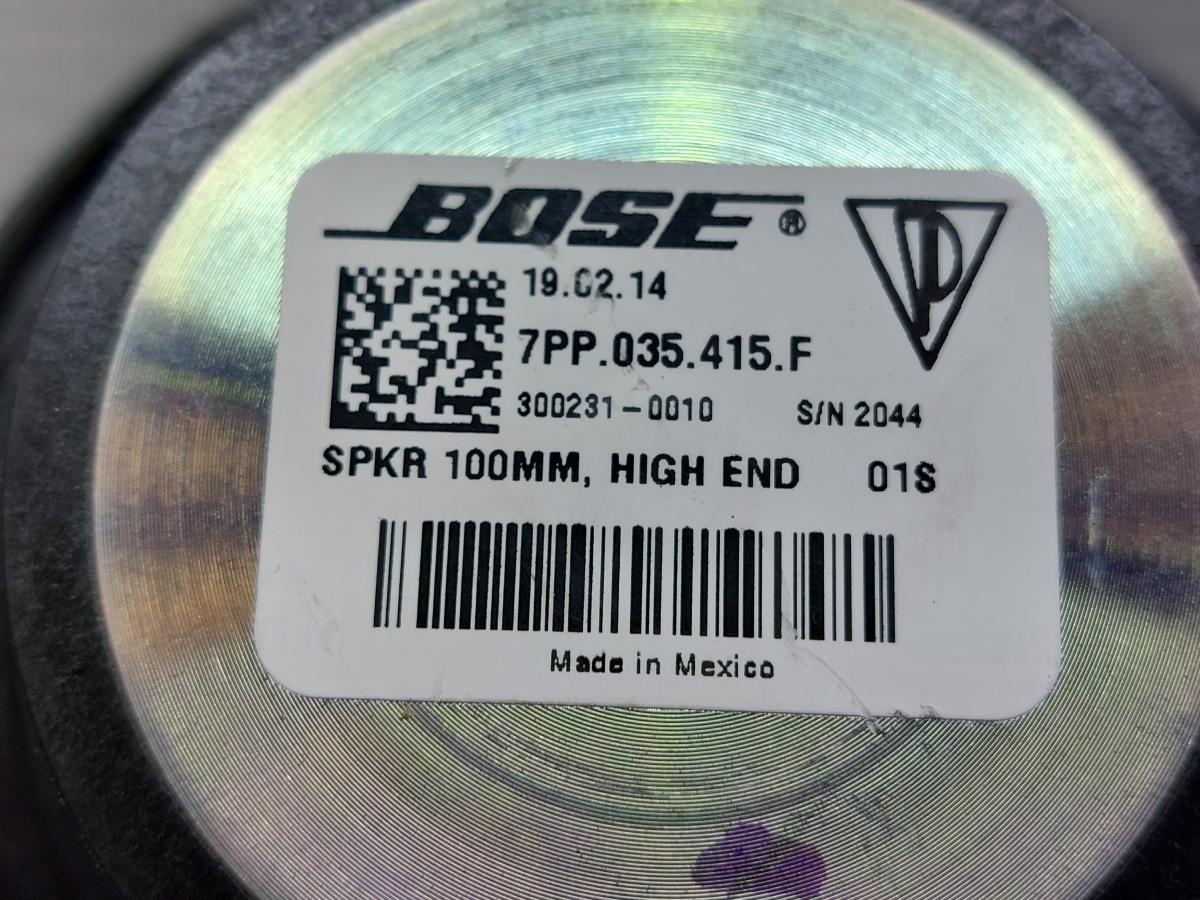 BOSE®
19.02.14
7PP.035.415.F
300231-0010 S/N 2044
SPKR 100MM, HIGH END 01S
Made in Mexico